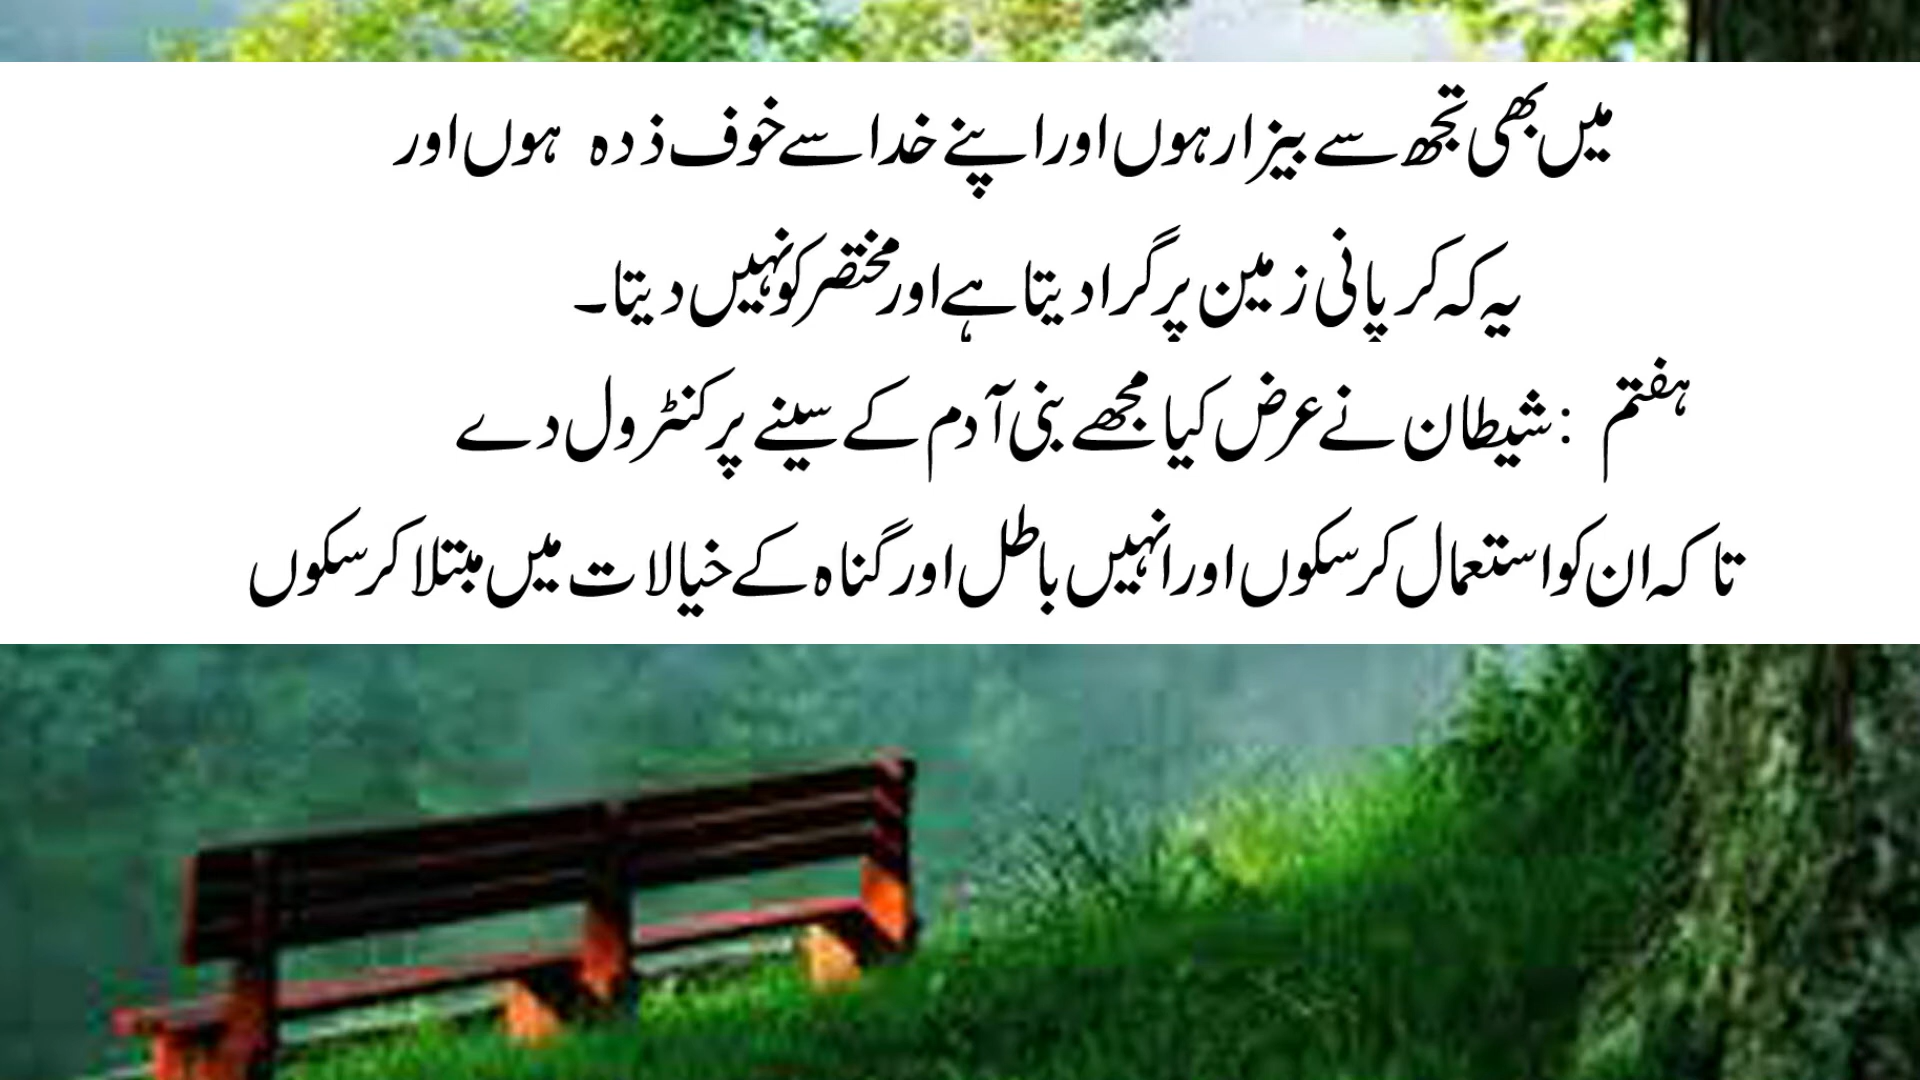 میں بھی تجھ سے بیزار ہوں اور اپنے خدا سے خوف ذدہ ہوں اور
یہ کہ کر پانی زمین پر گرا دیتا ہے اور مختصر کو نہیں دیتا۔
ہفتم : شیطان نے عرض کیا مجھے بنی آدم کے سینے پر کنٹرول دے
تا کہ ان کو استعمال کر سکوں اور انہیں باطل اور گناہ کے خیالات میں مبتلا کر سکوں